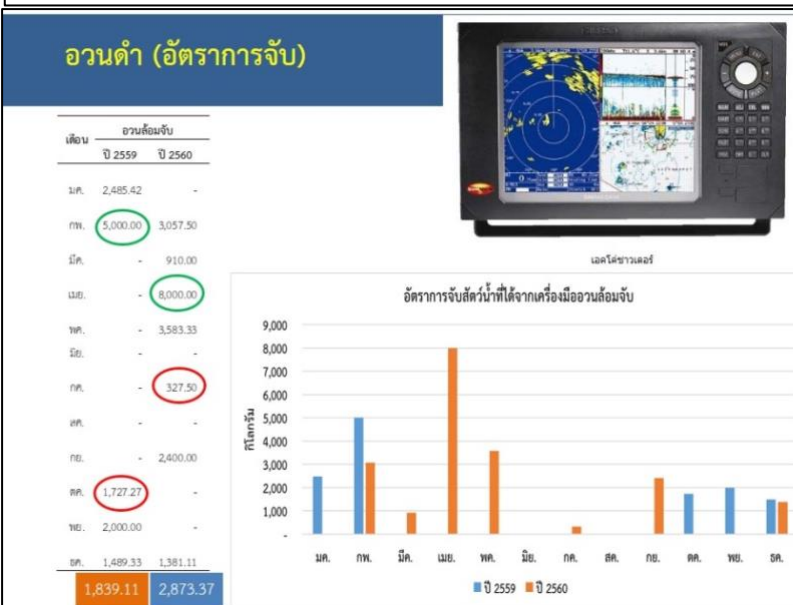 อวนดำ (อัตราการจับ)
เดือน อวนล้อมจับ
ปี 2559 ปี 2560
มค. 2,485.42 -
กพ. 5,000.00 3,057.50
มีค. - 910.00
เมย. - 8,000.00
พค. - 3,583.33
มิย. - -
กค. - 327.50
สค. - -
กย. - 2,400.00
ตค. 1,727.27 -
พย. 2,000.00 -
ธค. 1,489.33 1,381.11
1,839.11 2,873.37
เอคโค่ซาวเดอร์
อัตราการจับสัตว์น้ำที่ได้จากเครื่องมืออวนล้อมจับ
กิโลกรัม
9,000
8,000
7,000
6,000
5,000
4,000
3,000
2,000
1,000
-
มค. กพ. มีค. เมย. พค. มิย. กค. สค. กย. ตค. พย. ธค.
ปี 2559 ปี 2560